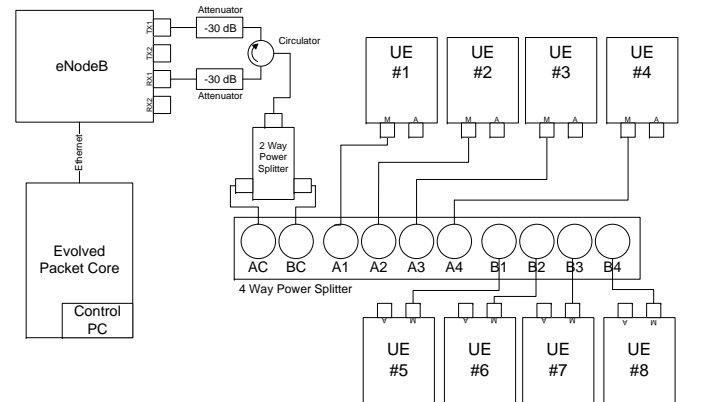 Attenuator
TX1
-30 dB
Circulator
TX2
eNodeB
RX1
-30 dB
Attenuator
RX2
UE
#1
UE
#2
UE
#3
UE
#4
M
A
M
A
M
A
M
A
Ethernet
2 Way
Power
Splitter
Evolved
Packet Core
Control
PC
AC
BC
A1
A2
A3
A4
B1
B2
B3
B4
4 Way Power Splitter
A
M
A
M
A
M
A
M
UE
#5
UE
#6
UE
#7
UE
#8